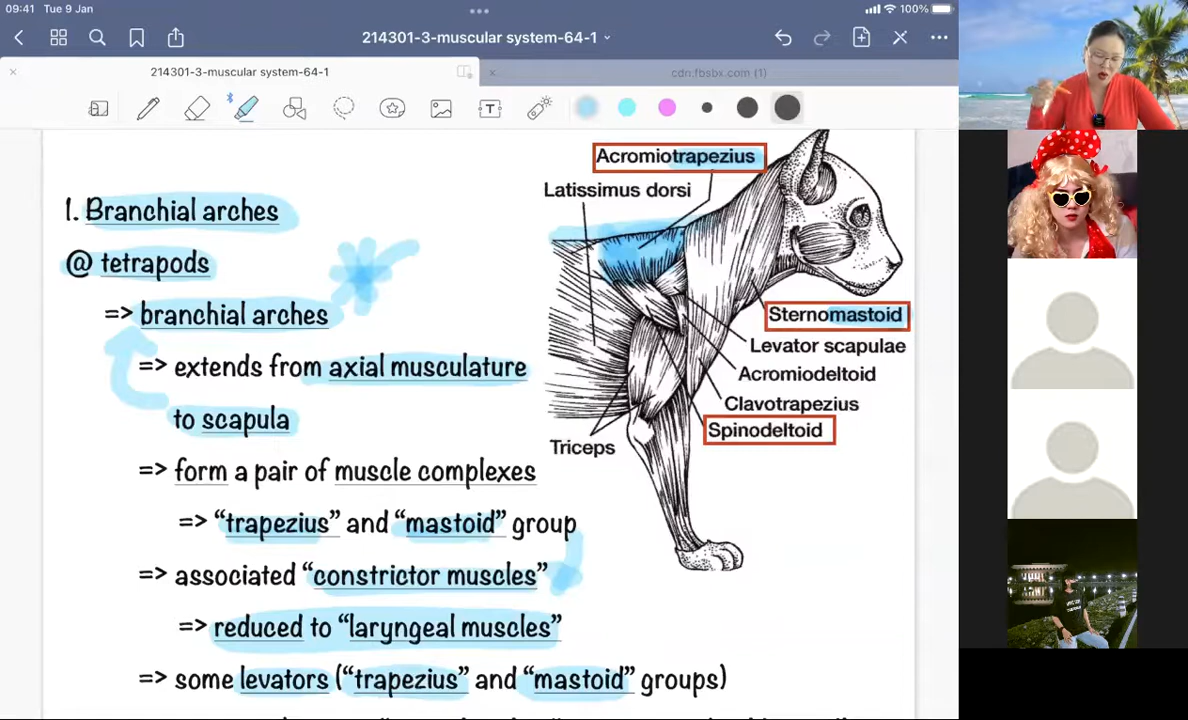 09:41 Tue 9 Jan
100%
214301-3-muscular system-64-1
214301-3-muscular system-64-1
cdn.fbsbx.com (1)
T
Acromiotrapezius
Latissimus dorsi
1. Branchial arches
@ tetrapods
=> branchial arches
Sternomastoid
Levator scapulae
=> extends from axial musculature
Acromiodeltoid
Clavotrapezius
to scapula
Spinodeltoid
Triceps
=> form a pair of muscle complexes
=> “trapezius” and “mastoid” group
=> associated “constrictor muscles”
=> reduced to “laryngeal muscles”
=> some levators (“trapezius” and “mastoid” groups)